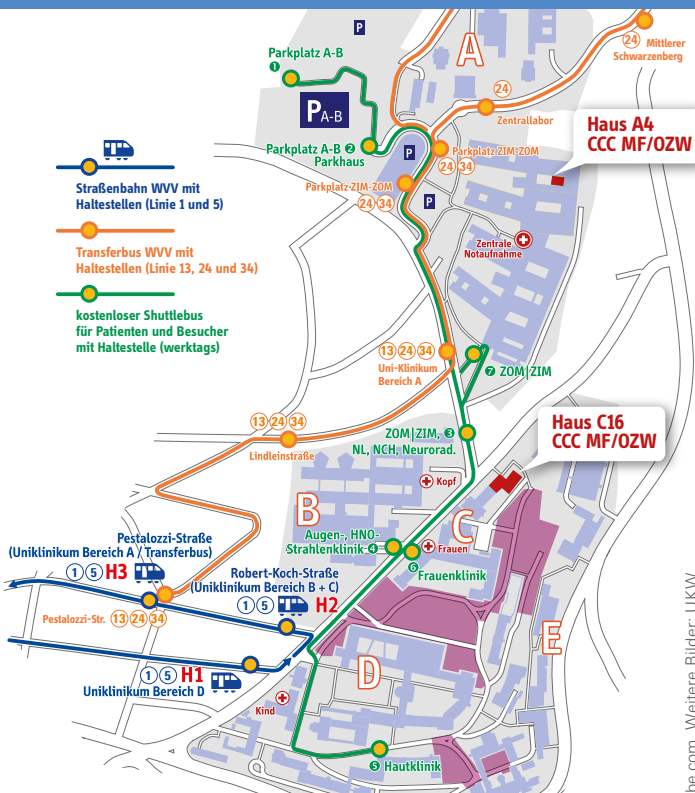 P
A
24 Mittlerer
Schwarzenberg
Parkplatz A-B
1
24
Zentrallabor
P A-B
Haus A4
CCC MF/OZW
Parkplatz A-B 2
Parkhaus
P
Parkplatz ZIM-ZOM
24 34
Parkplatz ZIM-ZOM
24 34
P
Straßenbahn WVV mit
Haltestellen (Linie 1 und 5)
Transferbus WVV mit
Haltestellen (Linie 13, 24 und 34)
kostenloser Shuttlebus
für Patienten und Besucher
mit Haltestelle (werktags)
Zentrale
Notaufnahme
13 24 34
Uni-Klinikum
Bereich A
7 ZOM|ZIM
13 24 34
Lindleinstraße
ZOM|ZIM, 3
NL, NCH, Neurorad.
Haus C16
CCC MF/OZW
Kopf
B
C
Augen-, HNO-
Strahlenklinik 4
Frauen
6
Frauenklinik
Pestalozzi-Straße
(Uniklinikum Bereich A / Transferbus)
1 5 H3
Pestalozzi-Str. 13 24 34
Robert-Koch-Straße
(Uniklinikum Bereich B + C)
1 5 H2
E
D
1 5 H1
Uniklinikum Bereich D
Kind
5 Hautklinik
be.com, Weitere Bilder: UKW